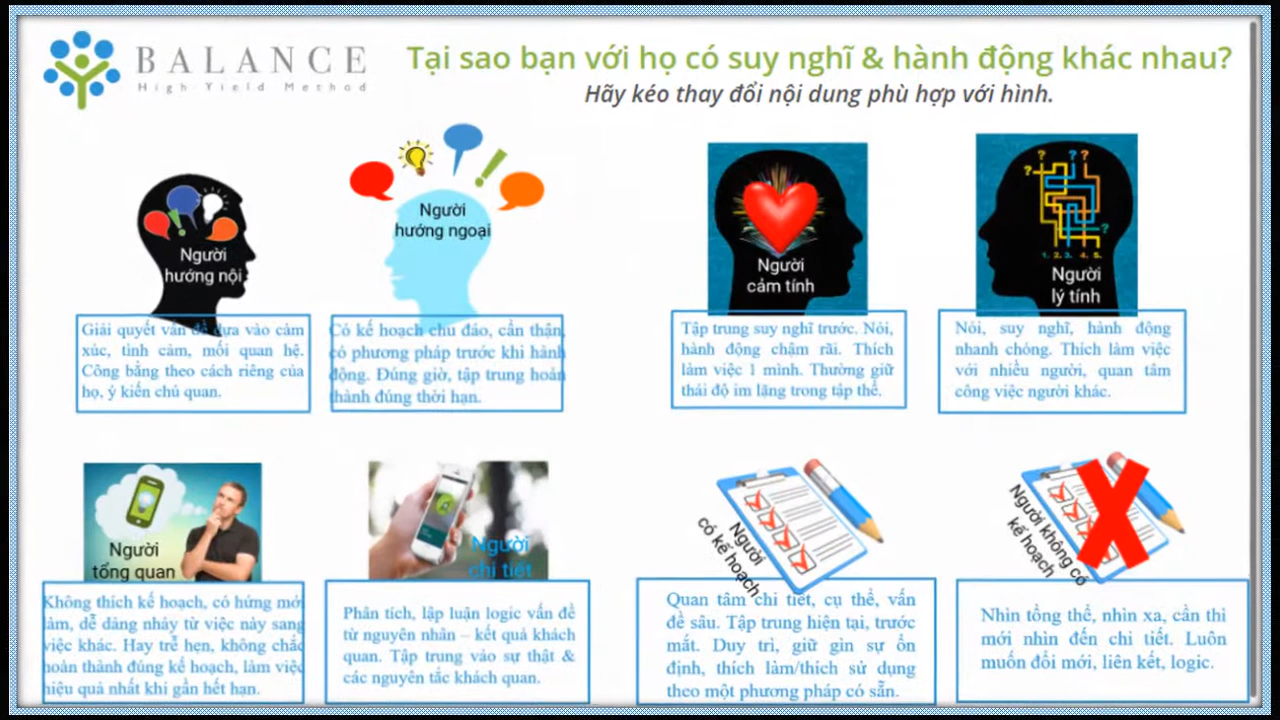 BALANCE
High Yield Method
Tại sao bạn với họ có suy nghĩ & hành động khác nhau?
Hãy kéo thay đổi nội dung phù hợp với hình.
Người
hướng nội
Người
hướng ngoại
Người
cảm tính
? ? ?
?
?
1. 2. 3. 4. 5.
Người
lý tính
Giải quyết vấn đề dựa vào cảm
xúc, tình cảm, mối quan hệ.
Công bằng theo cách riêng của
họ, ý kiến chủ quan.
Có kế hoạch chu đáo, cẩn thận,
có phương pháp trước khi hành
động. Đúng giờ, tập trung hoàn
thành đúng thời hạn.
Tập trung suy nghĩ trước. Nói,
hành động chậm rãi. Thích
làm việc 1 mình. Thường giữ
thái độ im lặng trong tập thể.
Nói, suy nghĩ, hành động
nhanh chóng. Thích làm việc
với nhiều người, quan tâm
công việc người khác.
Người
tổng quan
Người
chi tiết
Người
có kế hoạch
Người không có
kế hoạch
Không thích kế hoạch, có hứng mới
làm, dễ dàng nhảy từ việc này sang
việc khác. Hay trễ hẹn, không chắc
hoàn thành đúng kế hoạch, làm việc
hiệu quả nhất khi gần hết hạn.
Phân tích, lập luận logic vấn đề
từ nguyên nhân – kết quả khách
quan. Tập trung vào sự thật &
các nguyên tắc khách quan.
Quan tâm chi tiết, cụ thể, vấn
đề sâu. Tập trung hiện tại, trước
mắt. Duy trì, giữ gìn sự ổn
định, thích làm/thích sử dụng
theo một phương pháp có sẵn.
Nhìn tổng thể, nhìn xa, cần thì
mới nhìn đến chi tiết. Luôn
muốn đổi mới, liên kết, logic.